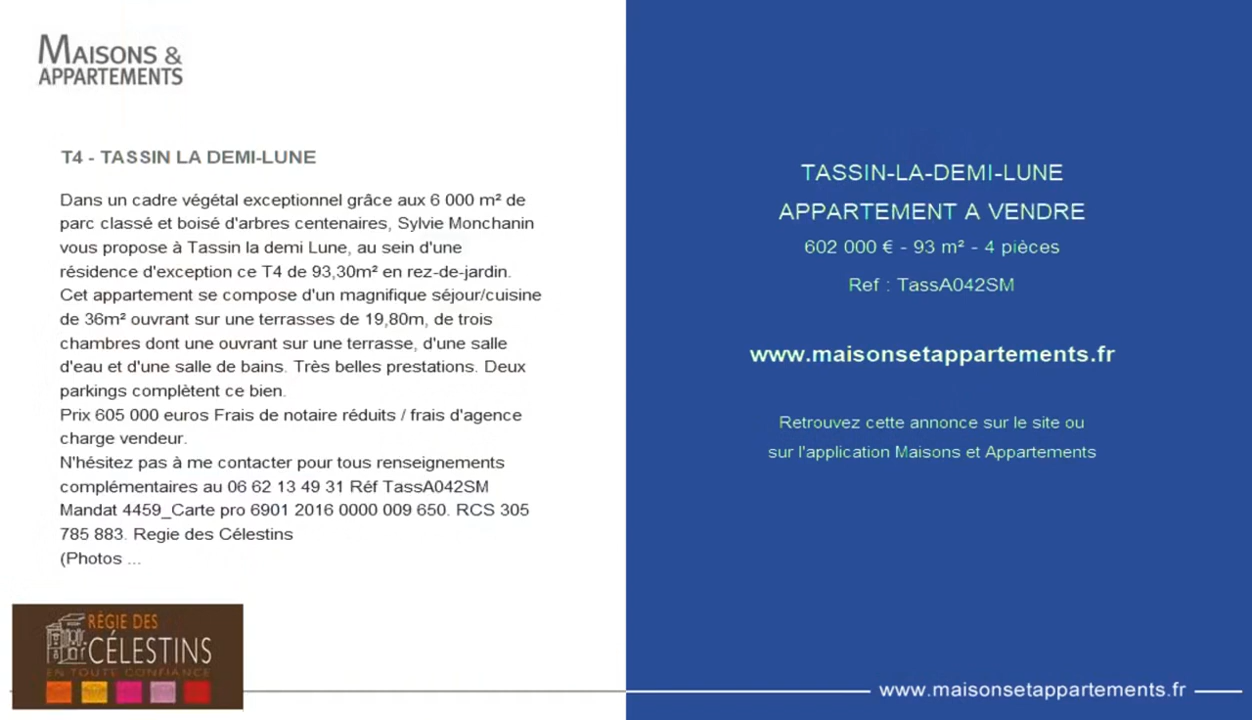 MAISONS &
APPARTEMENTS
T4 - TASSIN LA DEMI-LUNE
Dans un cadre végétal exceptionnel grâce aux 6 000 m² de
parc classé et boisé d'arbres centenaires, Sylvie Monchanin
vous propose à Tassin la demi Lune, au sein d'une
résidence d'exception ce T4 de 93,30m² en rez-de-jardin.
Cet appartement se compose d'un magnifique séjour/cuisine
de 36m² ouvrant sur une terrasses de 19,80m, de trois
chambres dont une ouvrant sur une terrasse, d'une salle
d'eau et d'une salle de bains. Très belles prestations. Deux
parkings complètent ce bien.
Prix 605 000 euros Frais de notaire réduits / frais d'agence
charge vendeur.
N'hésitez pas à me contacter pour tous renseignements
complémentaires au 06 62 13 49 31 Réf TassA042SM
Mandat 4459_Carte pro 6901 2016 0000 009 650. RCS 305
785 883. Regie des Célestins
(Photos ...
RÉGIE DES
CÉLESTINS
EN TOUTE CONFIANCE
TASSIN-LA-DEMI-LUNE
APPARTEMENT A VENDRE
602 000 € - 93 m² - 4 pièces
Ref : TassA042SM
www.maisonsetappartements.fr
Retrouvez cette annonce sur le site ou
sur l'application Maisons et Appartements
www.maisonsetappartements.fr